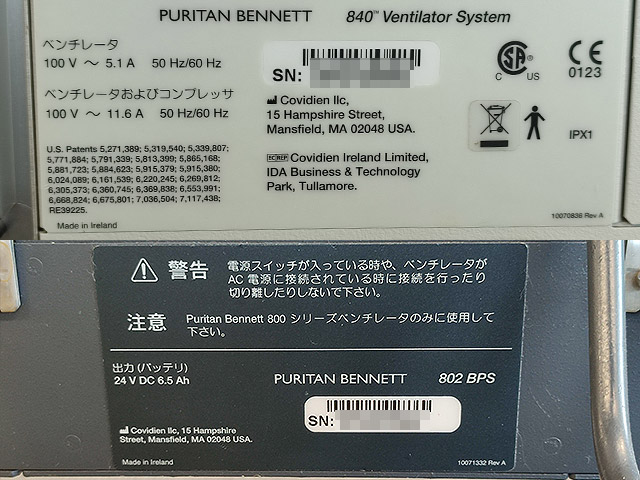 PURITAN BENNETT 840™ Ventilator System
ベンチレータ
100 V ～ 5.1 A 50 Hz/60 Hz
ベンチレータおよびコンプレッサ
100 V ～ 11.6 A 50 Hz/60 Hz
U.S. Patents 5,271,389; 5,319,540; 5,339,807;
5,771,884; 5,791,339; 5,813,399; 5,865,168;
5,881,723; 5,884,623; 5,915,379; 5,915,380;
6,024,089; 6,161,539; 6,220,245; 6,269,812;
6,305,373; 6,360,745; 6,369,838; 6,553,991;
6,668,824; 6,675,801; 7,036,504; 7,117,438;
RE39225.
Made in Ireland
SN:
Covidien llc,
15 Hampshire Street,
Mansfield, MA 02048 USA.
EC REP Covidien Ireland Limited,
IDA Business & Technology
Park, Tullamore.
C SA ® US
CE
0123
IPX1
10070836 Rev A
警告 電源スイッチが入っている時や、ベンチレータが
AC 電源に接続されている時に接続を行ったり
切り離したりしないで下さい。
注意 Puritan Bennett 800 シリーズベンチレータのみに使用して
下さい。
出力 (バッテリ)
24 V DC 6.5 Ah
PURITAN BENNETT 802 BPS
SN:
Covidien llc, 15 Hampshire
Street, Mansfield, MA 02048 USA.
Made in Ireland
10071332 Rev A